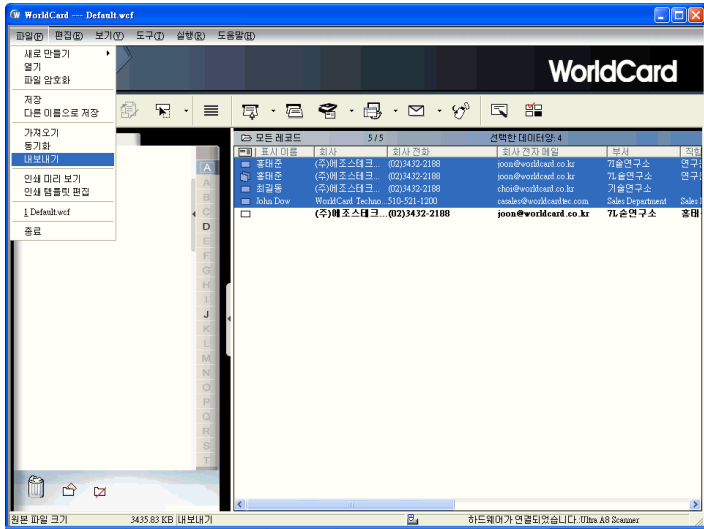 WorldCard --- Default.wcf
파일(F) 편집(E) 보기(V) 도구(T) 실행(R) 도움말(H)
새로 만들기
열기
파일 암호화
저장
다른 이름으로 저장
가져오기
동기화
내보내기
인쇄 미리 보기
인쇄 템플릿 편집
1 Default.wcf
종료
WorldCard
모든 레코드 5/5 선택한 데이터양: 4
표시 이름 회사 회사 전화 회사 전자 메일 부서 직함
홍태준 (주)에조스테크... (02)3432-2188 joon@worldcard.co.kr 기술연구소 연구
홍태준 (주)에조스테크... (02)3432-2188 joon@worldcard.co.kr 연구
최길동 (주)에조스테크... (02)3432-2188 choi@worldcard.co.kr 기술연구소
John Dow WorldCard Techno... 510-521-1200 casales@worldcardtec.com Sales Department Sales
(주)에조스테크... (02)3432-2188 joon@worldcard.co.kr 홍태
A
A
B
C
D
E
F
G
H
I
J
K
L
M
N
O
P
Q
R
S
T
원본 파일 크기 3435.83 KB 내보내기 하드웨어가 연결되었습니다.:Ultra A8 Scanner